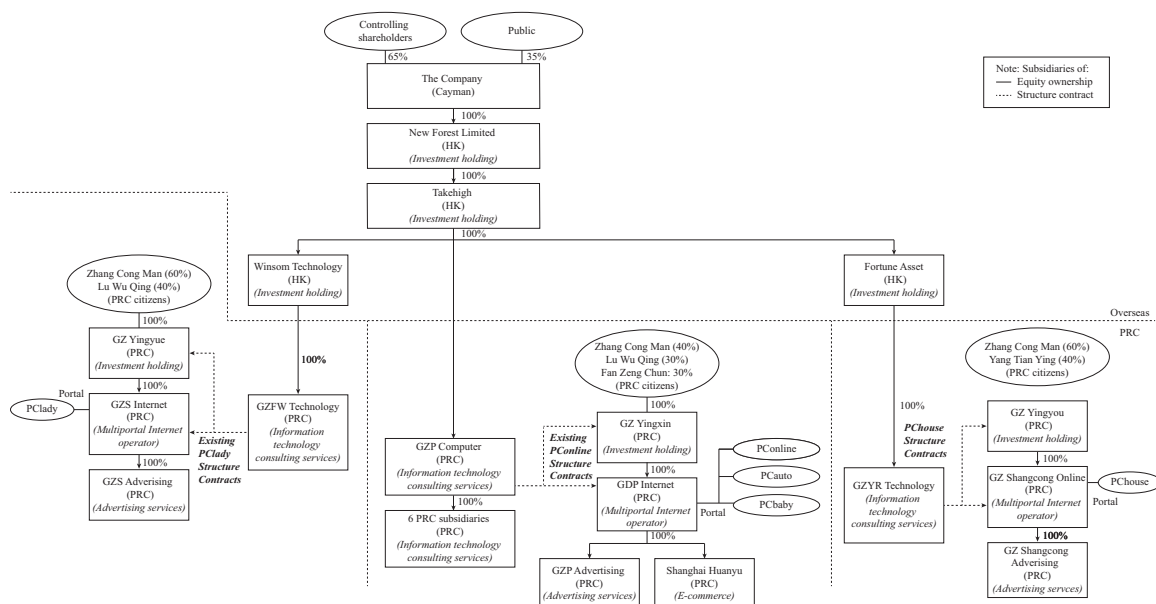 Controlling
shareholders
Public
65%
35%
The Company
(Cayman)
Note: Subsidiaries of:
Equity ownership
Structure contract
100%
New Forest Limited
(HK)
(Investment holding)
100%
Takehigh
(HK)
(Investment holding)
100%
Winsom Technology
(HK)
(Investment holding)
Fortune Asset
(HK)
(Investment holding)
Overseas
PRC
Zhang Cong Man (60%)
Lu Wu Qing (40%)
(PRC citizens)
100%
GZ Yingyue
(PRC)
(Investment holding)
100%
Portal
PClady
GZS Internet
(PRC)
(Multiportal Internet
operator)
100%
GZS Adverising
(PRC)
(Advertising services)
Existing
PClady
Structure
Contracts
100%
GZFW Technology
(PRC)
(Information
technology
consulting services)
GZP Computer
(PRC)
(Information technology
consulting services)
100%
6 PRC subsidiaries
(PRC)
(Information technology
consulting services)
Existing
PConline
Structure
Contracts
Zhang Cong Man (40%)
Lu Wu Qing (30%)
Fan Zeng Chun: 30%
(PRC citizens)
100%
GZ Yingxin
(PRC)
(Investment holding)
100%
GDP Internet
(PRC)
(Multiportal Internet
operator)
Portal
PConline
PCauto
PCbaby
100%
GZP Advertising
(PRC)
(Advertising services)
Shanghai Huanyu
(PRC)
(E-commerce)
100%
GZYR Technology
(PRC) (Information
technology
consulting services)
PChouse
Structure
Contracts
Zhang Cong Man (60%)
Yang Tian Ying (40%)
(PRC citizens)
100%
GZ Yingyou
(PRC)
(Investment holding)
100%
GZ Shangcong Online
(PRC)
(Multiportal Internet
operator)
Portal
PChouse
100%
GZ Shangcong
Adverising
(PRC)
(Advertising servces)